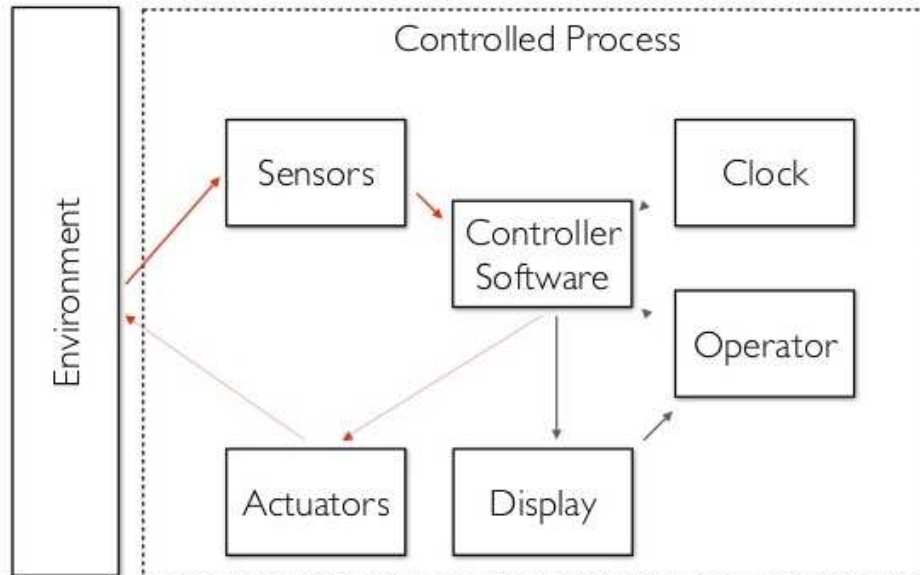 Controlled Process
Environment
Sensors
Clock
Controller
Software
Operator
Actuators
Display